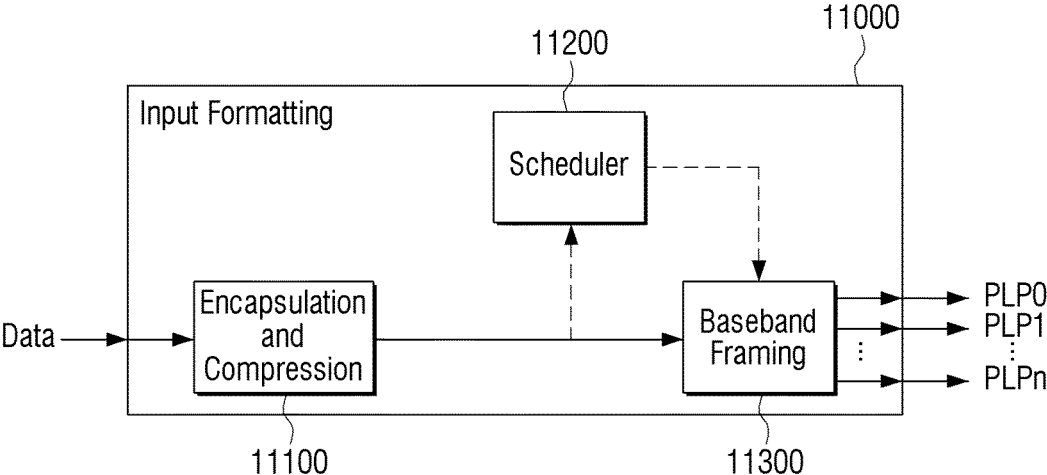 11000
11200
Input Formatting
Scheduler
Encapsulation
and
Compression
Data
Baseband
Framing
PLP0
PLP1
PLPn
11100
11300